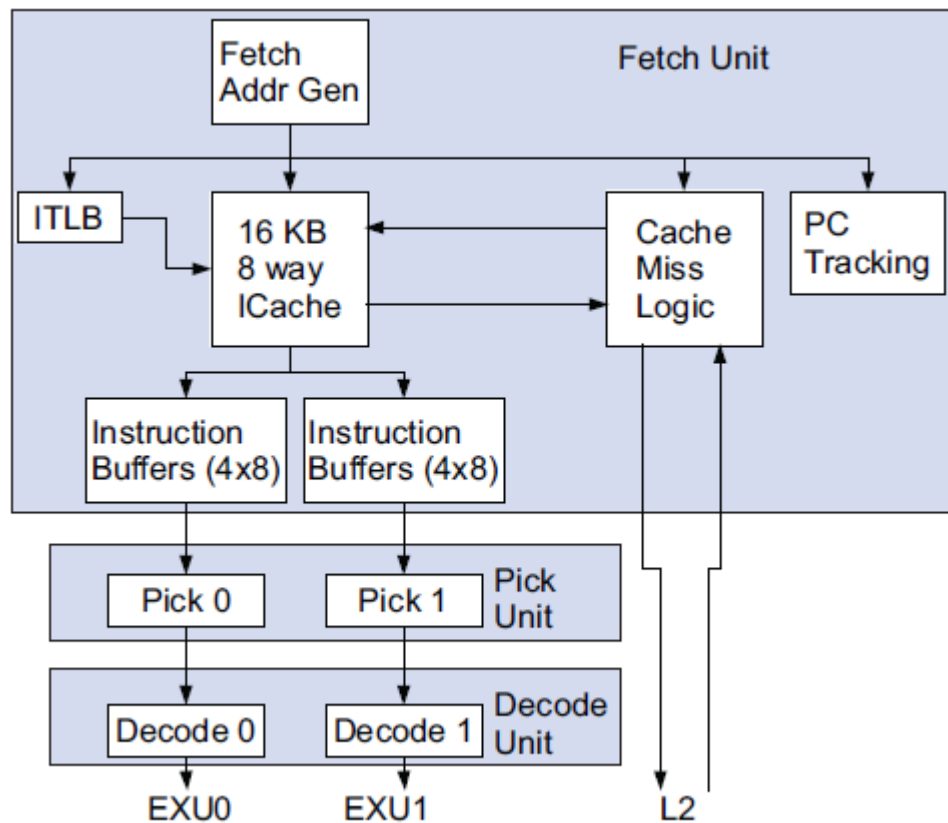 Fetch
Addr Gen
Fetch Unit
ITLB
16 KB
8 way
ICache
Cache
Miss
Logic
PC
Tracking
Instruction
Buffers (4x8)
Instruction
Buffers (4x8)
Pick 0
Pick 1
Pick
Unit
Decode 0
Decode 1
Decode
Unit
EXU0
EXU1
L2